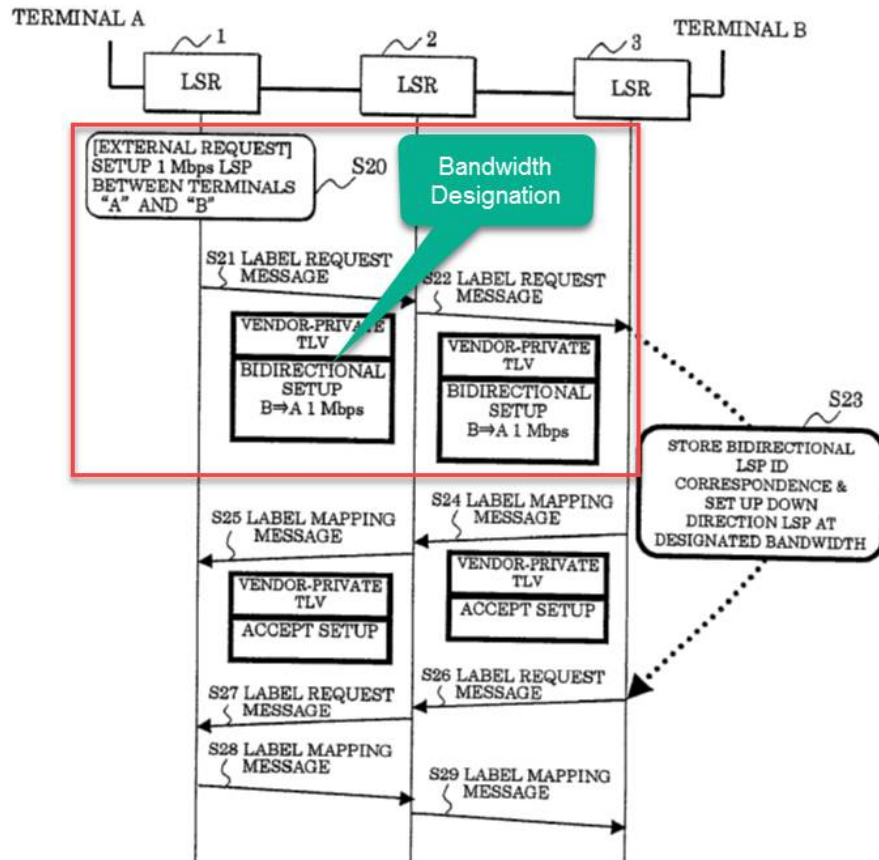 TERMINAL A
1
2
3
TERMINAL B
LSR
LSR
LSR
[EXTERNAL REQUEST]
SETUP 1 Mbps LSP
BETWEEN TERMINALS
"A" AND "B"
S20
Bandwidth
Designation
S21 LABEL REQUEST
MESSAGE
S22 LABEL REQUEST
MESSAGE
VENDOR-PRIVATE
TLV
BIDIRECTIONAL
SETUP
B⇒A 1 Mbps
VENDOR-PRIVATE
TLV
BIDIRECTIONAL
SETUP
B⇒A 1 Mbps
S23
STORE BIDIRECTIONAL
LSP ID
CORRESPONDENCE &
SET UP DOWN
DIRECTION LSP AT
DESIGNATED BANDWIDTH
S24 LABEL MAPPING
MESSAGE
S25 LABEL MAPPING
MESSAGE
VENDOR-PRIVATE
TLV
ACCEPT SETUP
VENDOR-PRIVATE
TLV
ACCEPT SETUP
S26 LABEL REQUEST
MESSAGE
S27 LABEL REQUEST
MESSAGE
S28 LABEL MAPPING
MESSAGE
S29 LABEL MAPPING
MESSAGE